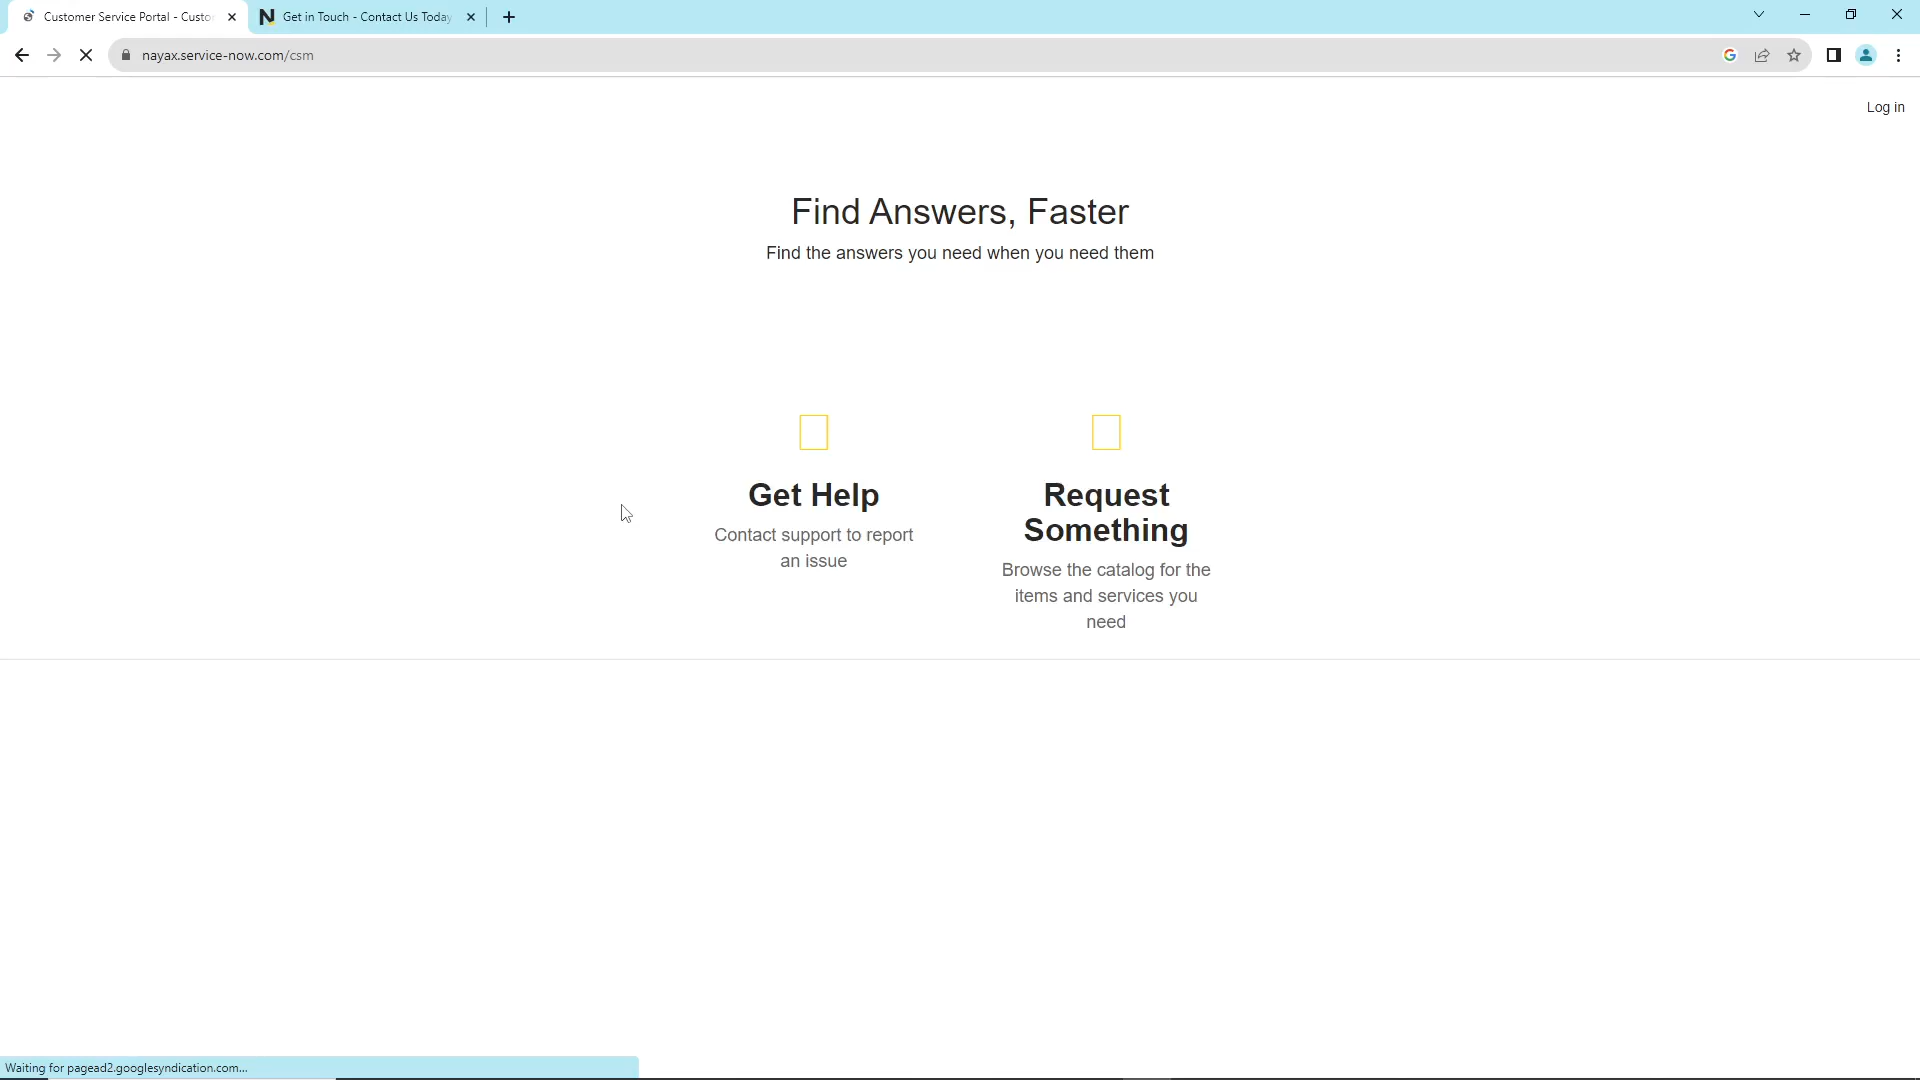 Customer Service Portal - Custo
Get in Touch - Contact Us Today
nayax.service-now.com/csm
Log in
Find Answers, Faster
Find the answers you need when you need them
Get Help
Contact support to report
an issue
Request
Something
Browse the catalog for the
items and services you
need
Waiting for pagead2.googlesyndication.com...